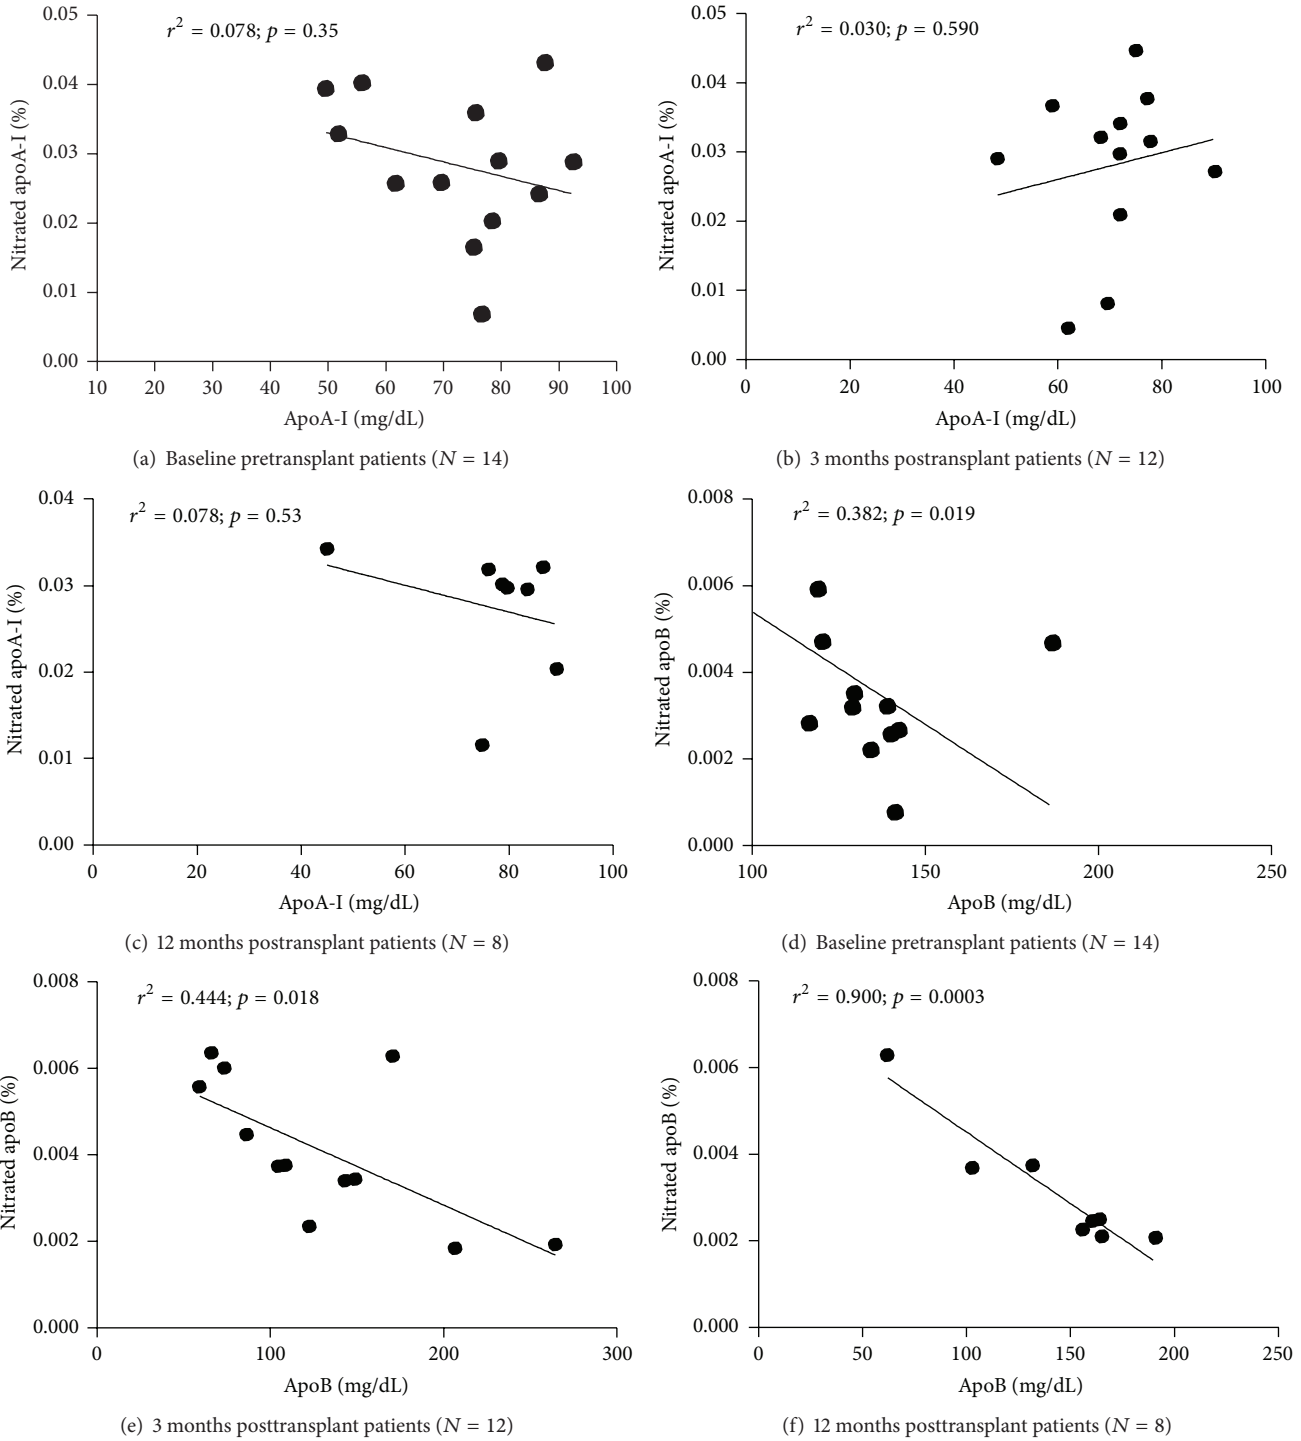 r² = 0.078; p = 0.35
0.05
0.04
0.03
0.02
0.01
0.00
Nitrated apoA-I (%)
10 20 30 40 50 60 70 80 90 100
ApoA-I (mg/dL)
(a) Baseline pretransplant patients (N = 14)
r² = 0.030; p = 0.590
0.05
0.04
0.03
0.02
0.01
0.00
Nitrated apoA-I (%)
0 20 40 60 80 100
ApoA-I (mg/dL)
(b) 3 months postransplant patients (N = 12)
r² = 0.078; p = 0.53
0.04
0.03
0.02
0.01
0.00
Nitrated apoA-I (%)
0 20 40 60 80 100
ApoA-I (mg/dL)
(c) 12 months postransplant patients (N = 8)
r² = 0.382; p = 0.019
0.008
0.006
0.004
0.002
0.000
Nitrated apoB (%)
100 150 200 250
ApoB (mg/dL)
(d) Baseline pretransplant patients (N = 14)
r² = 0.444; p = 0.018
0.008
0.006
0.004
0.002
0.000
Nitrated apoB (%)
0 100 200 300
ApoB (mg/dL)
(e) 3 months posttransplant patients (N = 12)
r² = 0.900; p = 0.0003
0.008
0.006
0.004
0.002
0.000
Nitrated apoB (%)
0 50 100 150 200 250
ApoB (mg/dL)
(f) 12 months posttransplant patients (N = 8)